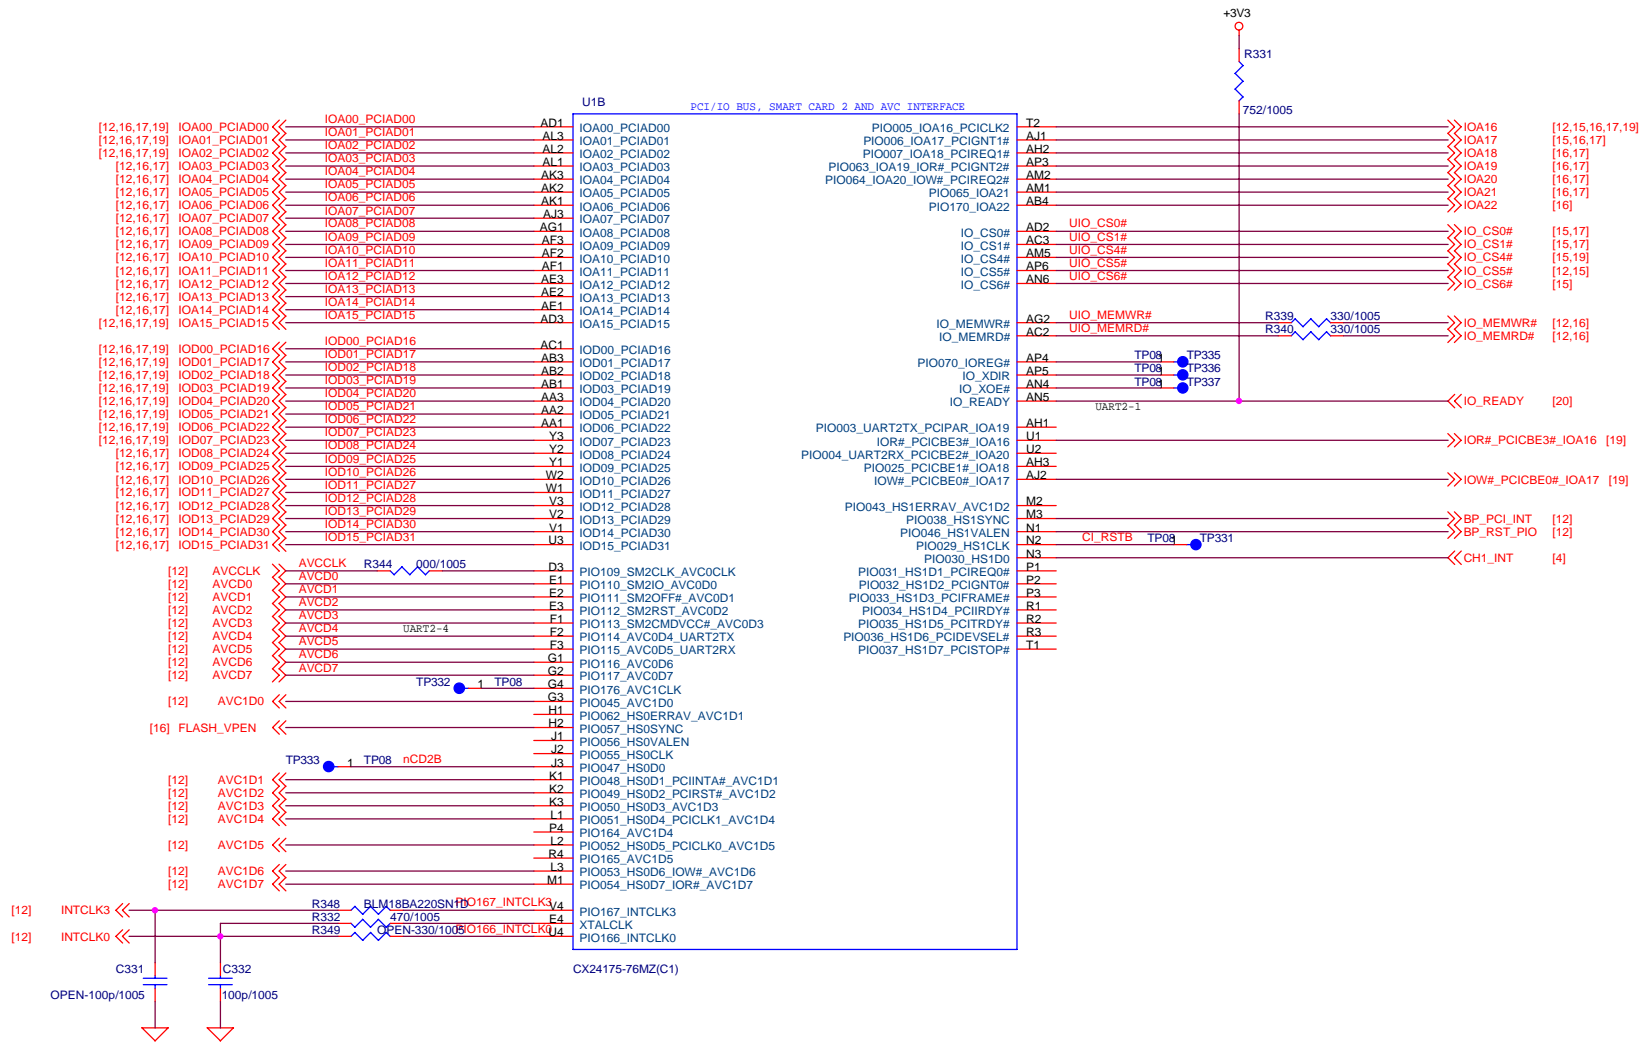 +3V3
R331
752/1005
U1B
PCI/IO BUS, SMART CARD 2 AND AVC INTERFACE
[12,16,17,19] IOA00_PCIAD00 IOA00_PCIAD00 AD1 IOA00_PCIAD00 PIO005_IOA16_PCICLK2 T2 IOA16 [12,15,16,17,19]
[12,16,17,19] IOA01_PCIAD01 IOA01_PCIAD01 AL3 IOA01_PCIAD01 PIO006_IOA17_PCIGNT1# AJ1 IOA17 [15,16,17]
[12,16,17,19] IOA02_PCIAD02 IOA02_PCIAD02 AL2 IOA02_PCIAD02 PIO007_IOA18_PCIREQ1# AH2 IOA18 [16,17]
[12,16,17] IOA03_PCIAD03 IOA03_PCIAD03 AL1 IOA03_PCIAD03 PIO063_IOA19_IOR#_PCIGNT2# AP3 IOA19 [16,17]
[12,16,17] IOA04_PCIAD04 IOA04_PCIAD04 AK3 IOA04_PCIAD04 PIO064_IOA20_IOW#_PCIREQ2# AM2 IOA20 [16,17]
[12,16,17] IOA05_PCIAD05 IOA05_PCIAD05 AK2 IOA05_PCIAD05 PIO065_IOA21 AM1 IOA21 [16,17]
[12,16,17] IOA06_PCIAD06 IOA06_PCIAD06 AK1 IOA06_PCIAD06 PIO170_IOA22 AB4 IOA22 [16]
[12,16,17] IOA07_PCIAD07 IOA07_PCIAD07 AJ3 IOA07_PCIAD07
[12,16,17] IOA08_PCIAD08 IOA08_PCIAD08 AG1 IOA08_PCIAD08 IO_CS0# AD2 UIO_CS0# IO_CS0# [15,17]
[12,16,17] IOA09_PCIAD09 IOA09_PCIAD09 AF3 IOA09_PCIAD09 IO_CS1# AC3 UIO_CS1# IO_CS1# [15,17]
[12,16,17] IOA10_PCIAD10 IOA10_PCIAD10 AF2 IOA10_PCIAD10 IO_CS4# AM5 UIO_CS4# IO_CS4# [15,19]
[12,16,17] IOA11_PCIAD11 IOA11_PCIAD11 AF1 IOA11_PCIAD11 IO_CS5# AP6 UIO_CS5# IO_CS5# [12,15]
[12,16,17] IOA12_PCIAD12 IOA12_PCIAD12 AE3 IOA12_PCIAD12 IO_CS6# AN6 UIO_CS6# IO_CS6# [15]
[12,16,17] IOA13_PCIAD13 IOA13_PCIAD13 AE2 IOA13_PCIAD13
[12,16,17] IOA14_PCIAD14 IOA14_PCIAD14 AE1 IOA14_PCIAD14
[12,16,17,19] IOA15_PCIAD15 IOA15_PCIAD15 AD3 IOA15_PCIAD15 IO_MEMWR# AG2 UIO_MEMWR# R339 330/1005 IO_MEMWR# [12,16]
IO_MEMRD# AC2 UIO_MEMRD# R340 330/1005 IO_MEMRD# [12,16]
[12,16,17,19] IOD00_PCIAD16 IOD00_PCIAD16 AC1 IOD00_PCIAD16
[12,16,17,19] IOD01_PCIAD17 IOD01_PCIAD17 AB3 IOD01_PCIAD17 PIO070_IOREG# AP4 TP08 1 TP335
[12,16,17,19] IOD02_PCIAD18 IOD02_PCIAD18 AB2 IOD02_PCIAD18 IO_XDIR AP5 TP08 1 TP336
[12,16,17,19] IOD03_PCIAD19 IOD03_PCIAD19 AB1 IOD03_PCIAD19 IO_XOE# AN4 TP08 1 TP337
[12,16,17,19] IOD04_PCIAD20 IOD04_PCIAD20 AA3 IOD04_PCIAD20 IO_READY AN5 UART2-1 IO_READY [20]
[12,16,17,19] IOD05_PCIAD21 IOD05_PCIAD21 AA2 IOD05_PCIAD21
[12,16,17,19] IOD06_PCIAD22 IOD06_PCIAD22 AA1 IOD06_PCIAD22 PIO003_UART2TX_PCIPAR_IOA19 AH1
[12,16,17,19] IOD07_PCIAD23 IOD07_PCIAD23 Y3 IOD07_PCIAD23 IOR#_PCICBE3#_IOA16 U1 IOR#_PCICBE3#_IOA16 [19]
[12,16,17] IOD08_PCIAD24 IOD08_PCIAD24 Y2 IOD08_PCIAD24 PIO004_UART2RX_PCICBE2#_IOA20 U2
[12,16,17] IOD09_PCIAD25 IOD09_PCIAD25 Y1 IOD09_PCIAD25 PIO025_PCICBE1#_IOA18 AH3
[12,16,17] IOD10_PCIAD26 IOD10_PCIAD26 W2 IOD10_PCIAD26 IOW#_PCICBE0#_IOA17 AJ2 IOW#_PCICBE0#_IOA17 [19]
[12,16,17] IOD11_PCIAD27 IOD11_PCIAD27 W1 IOD11_PCIAD27
[12,16,17] IOD12_PCIAD28 IOD12_PCIAD28 V3 IOD12_PCIAD28 PIO043_HS1ERRAV_AVC1D2 M2
[12,16,17] IOD13_PCIAD29 IOD13_PCIAD29 V2 IOD13_PCIAD29 PIO038_HS1SYNC M3 BP_PCI_INT [12]
[12,16,17] IOD14_PCIAD30 IOD14_PCIAD30 V1 IOD14_PCIAD30 PIO046_HS1VALEN N1 BP_RST_PIO [12]
[12,16,17] IOD15_PCIAD31 IOD15_PCIAD31 U3 IOD15_PCIAD31 PIO029_HS1CLK N2 CI_RSTB TP08 1 TP331
PIO030_HS1D0 N3 CH1_INT [4]
[12] AVCCLK AVCCLK R344 000/1005 D3 PIO109_SM2CLK_AVC0CLK PIO031_HS1D1_PCIREQ0# P1
[12] AVCD0 AVCD0 E1 PIO110_SM2IO_AVC0D0 PIO032_HS1D2_PCIGNT0# P2
[12] AVCD1 AVCD1 E2 PIO111_SM2OFF#_AVC0D1 PIO033_HS1D3_PCIFRAME# P3
[12] AVCD2 AVCD2 E3 PIO112_SM2RST_AVC0D2 PIO034_HS1D4_PCIIRDY# R1
[12] AVCD3 AVCD3 F1 PIO113_SM2CMDVCC#_AVC0D3 PIO035_HS1D5_PCITRDY# R2
[12] AVCD4 AVCD4 UART2-4 F2 PIO114_AVC0D4_UART2TX PIO036_HS1D6_PCIDEVSEL# R3
[12] AVCD5 AVCD5 F3 PIO115_AVC0D5_UART2RX PIO037_HS1D7_PCISTOP# T1
[12] AVCD6 AVCD6 G1 PIO116_AVC0D6
[12] AVCD7 AVCD7 G2 PIO117_AVC0D7
TP332 1 TP08 G4 PIO176_AVC1CLK
[12] AVC1D0 G3 PIO045_AVC1D0
H1 PIO062_HS0ERRAV_AVC1D1
[16] FLASH_VPEN H2 PIO057_HS0SYNC
J1 PIO056_HS0VALEN
J2 PIO055_HS0CLK
TP333 1 TP08 nCD2B J3 PIO047_HS0D0
[12] AVC1D1 K1 PIO048_HS0D1_PCIINTA#_AVC1D1
[12] AVC1D2 K2 PIO049_HS0D2_PCIRST#_AVC1D2
[12] AVC1D3 K3 PIO050_HS0D3_AVC1D3
[12] AVC1D4 L1 PIO051_HS0D4_PCICLK1_AVC1D4
P4 PIO164_AVC1D4
[12] AVC1D5 L2 PIO052_HS0D5_PCICLK0_AVC1D5
R4 PIO165_AVC1D5
[12] AVC1D6 L3 PIO053_HS0D6_IOW#_AVC1D6
[12] AVC1D7 M1 PIO054_HS0D7_IOR#_AVC1D7
[12] INTCLK3 R348 BLM18BA220SN1D PIO167_INTCLK3 V4 PIO167_INTCLK3
R332 470/1005 E4 XTALCLK
[12] INTCLK0 R349 OPEN-330/1005 PIO166_INTCLK0 U4 PIO166_INTCLK0
C331 C332 CX24175-76MZ(C1)
OPEN-100p/1005 100p/1005